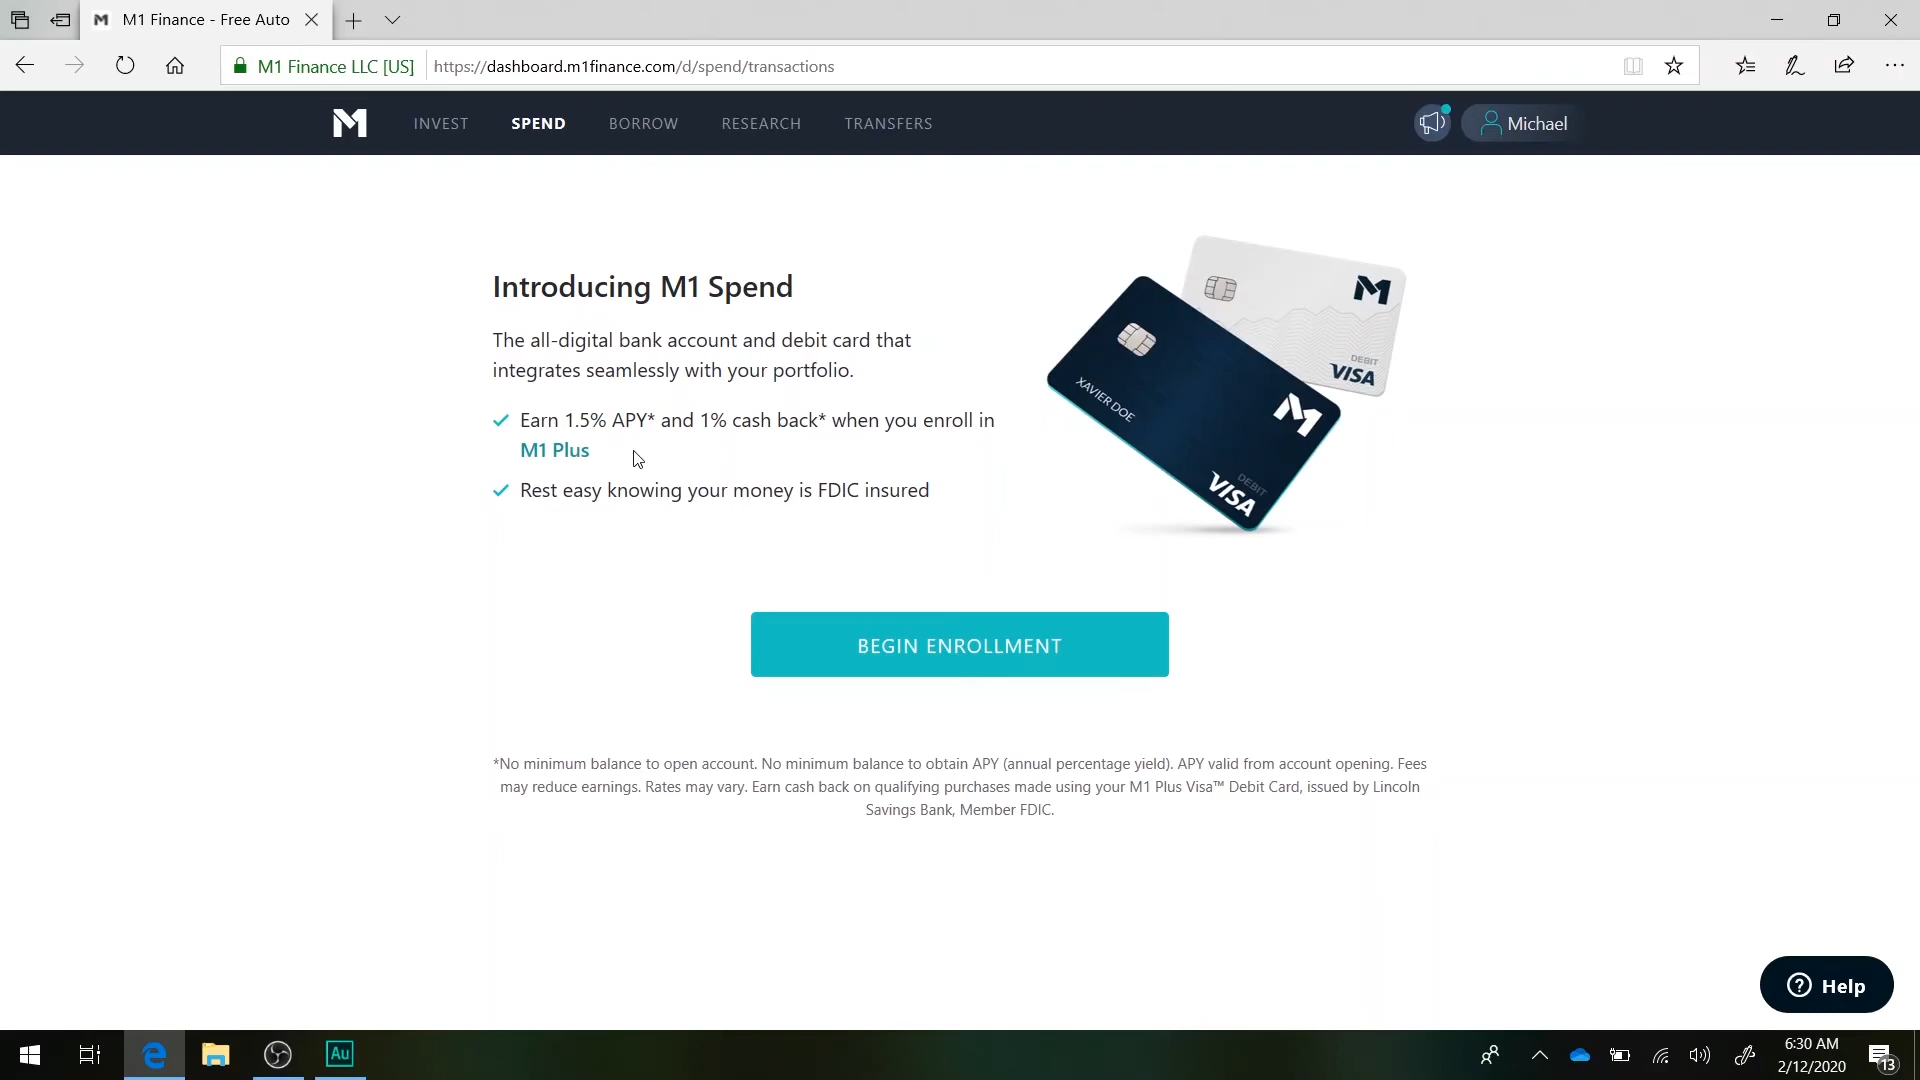 M1 Finance - Free Auto
M1 Finance LLC [US] https://dashboard.m1finance.com/d/spend/transactions
INVEST SPEND BORROW RESEARCH TRANSFERS Michael
Introducing M1 Spend
The all-digital bank account and debit card that
integrates seamlessly with your portfolio.
Earn 1.5% APY* and 1% cash back* when you enroll in
M1 Plus
Rest easy knowing your money is FDIC insured
DEBIT
VISA
XAVIER DOE
DEBIT
VISA
BEGIN ENROLLMENT
*No minimum balance to open account. No minimum balance to obtain APY (annual percentage yield). APY valid from account opening. Fees
may reduce earnings. Rates may vary. Earn cash back on qualifying purchases made using your M1 Plus Visa™ Debit Card, issued by Lincoln
Savings Bank, Member FDIC.
? Help
Au
6:30 AM
2/12/2020
13